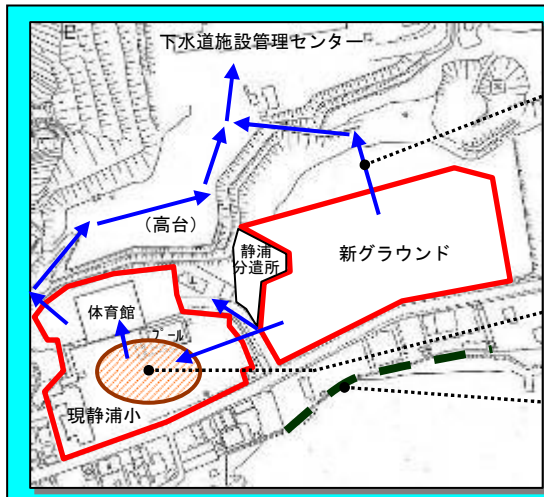 下水道施設管理センター
(高台)
静浦
分遣所
新グラウンド
体育館
プール
現静浦小